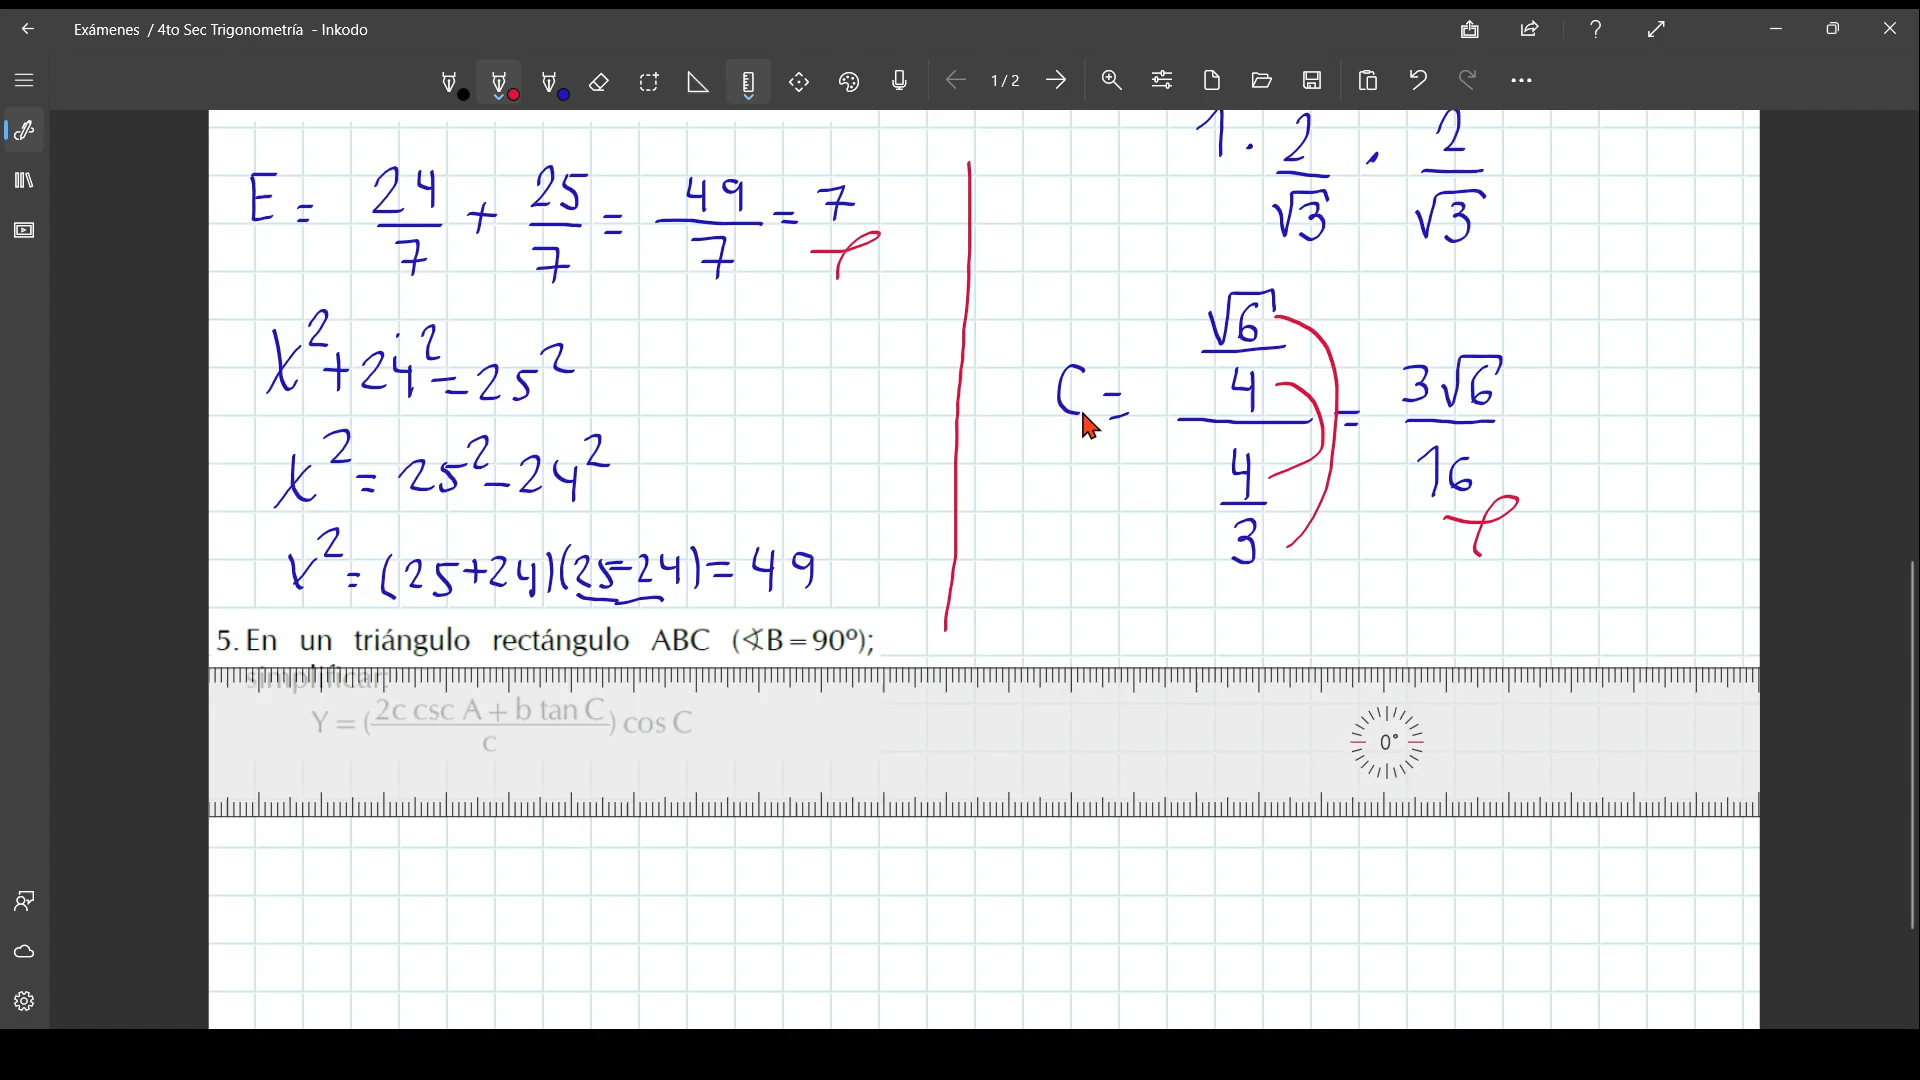 Exámenes / 4to Sec Trigonometría - Inkodo
1 / 2
E = 24/7 + 25/7 = 49/7 = 7
x² + 24² = 25²
x² = 25² - 24²
x² = (25+24)(25-24) = 49
1 · 2/√3 · 2/√3
C = (√6/4)/(4/3) = 3√6/16
5. En un triángulo rectángulo ABC (∢B = 90º);
simplificar:
Y = (2c csc A + b tan C / c) cos C
0°